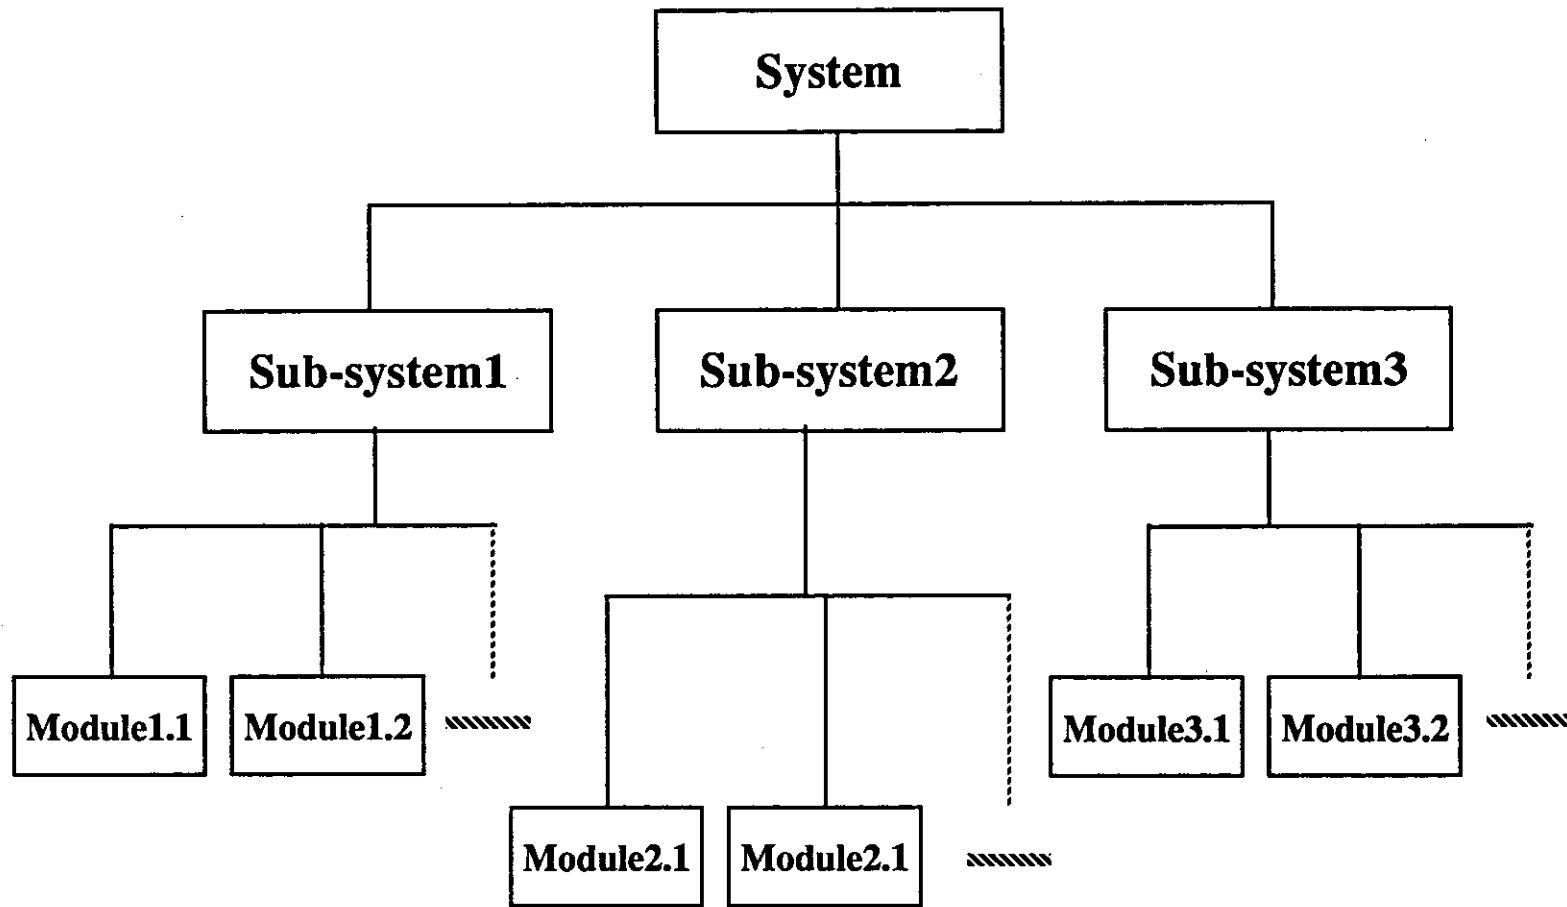 System
Sub-system1
Sub-system2
Sub-system3
Module1.1
Module1.2
Module3.1
Module3.2
Module2.1
Module2.1